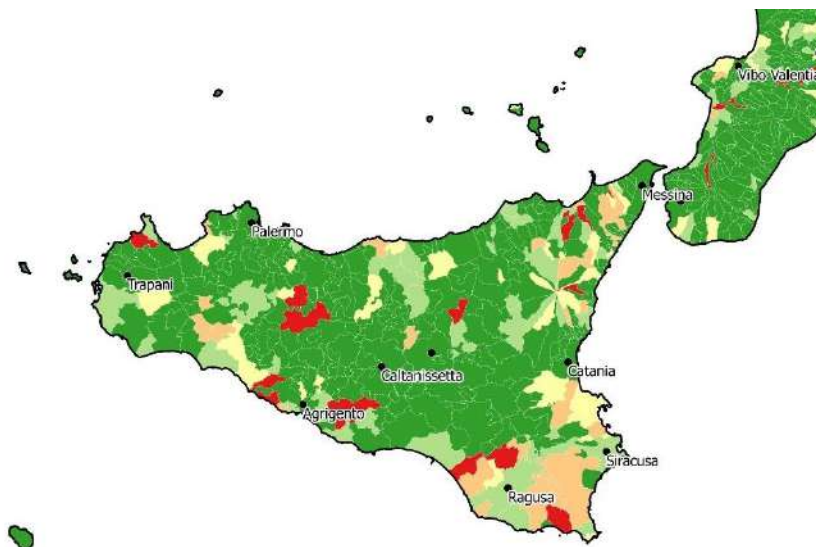 Vibo Valentia
Messina
Palermo
Trapani
Caltanissetta
Catania
Agrigento
Siracusa
Ragusa